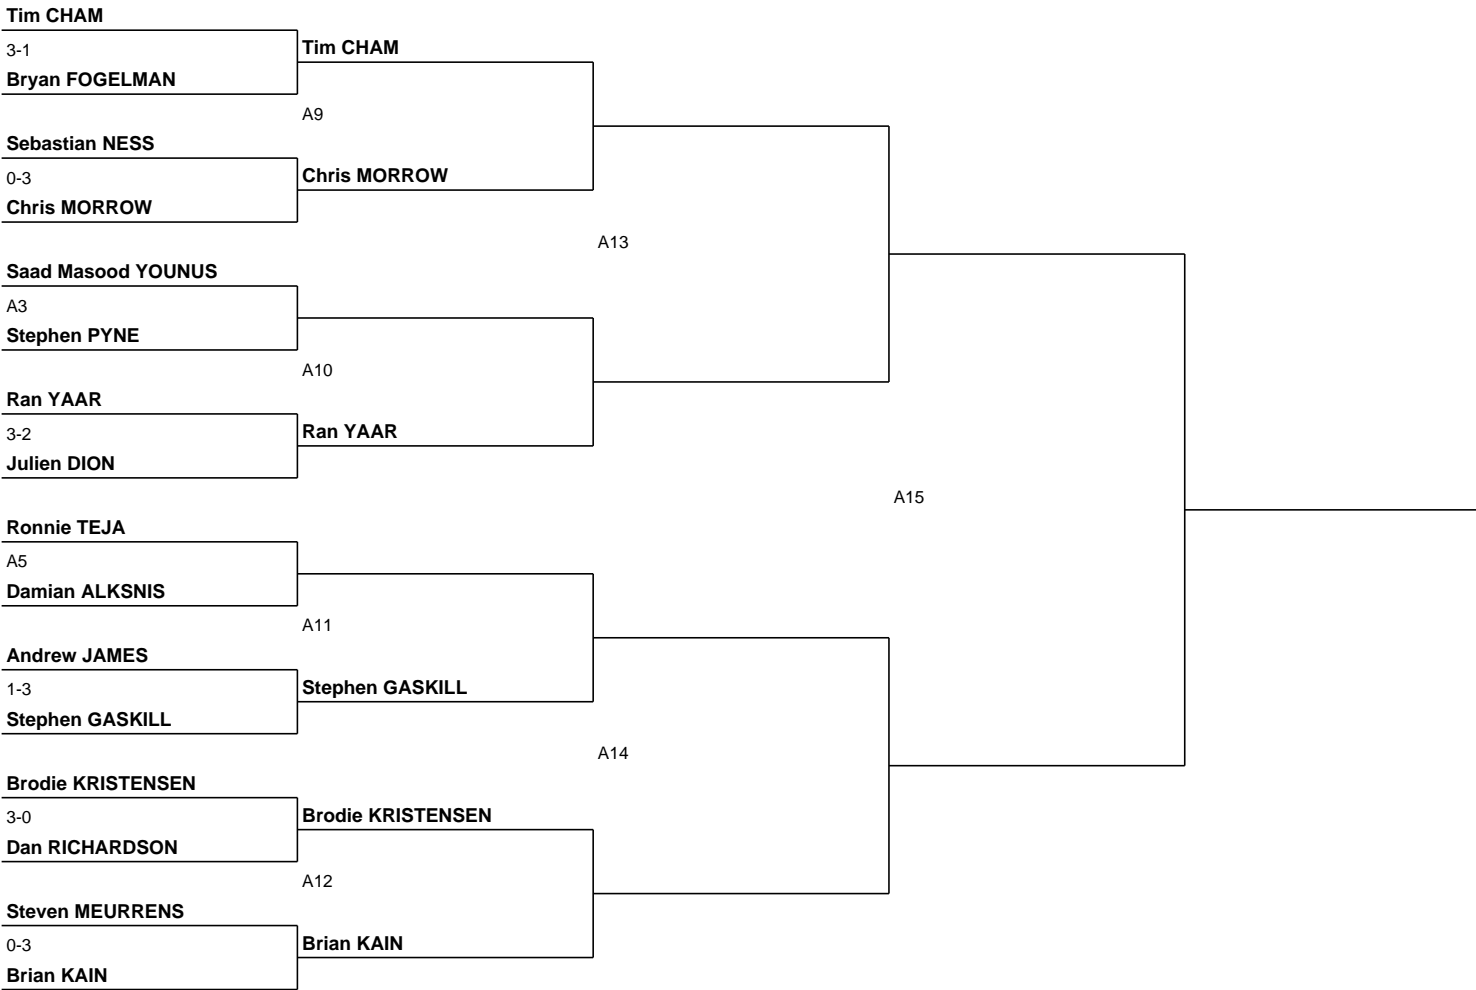 Tim CHAM
3-1
Bryan FOGELMAN
Tim CHAM
A9
Sebastian NESS
0-3
Chris MORROW
Chris MORROW
A13
Saad Masood YOUNUS
A3
Stephen PYNE
A10
Ran YAAR
3-2
Julien DION
Ran YAAR
A15
Ronnie TEJA
A5
Damian ALKSNIS
A11
Andrew JAMES
1-3
Stephen GASKILL
Stephen GASKILL
A14
Brodie KRISTENSEN
3-0
Dan RICHARDSON
Brodie KRISTENSEN
A12
Steven MEURRENS
0-3
Brian KAIN
Brian KAIN